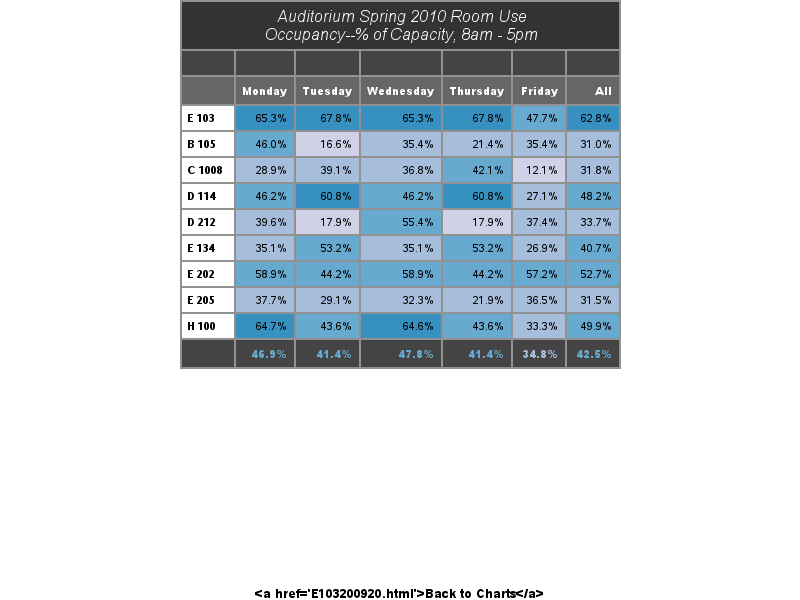 Auditorium Spring 2010 Room Use
Occupancy--% of Capacity, 8am - 5pm
Monday Tuesday Wednesday Thursday Friday All
E 103 65.3% 67.8% 65.3% 67.8% 47.7% 62.8%
B 105 46.0% 16.6% 35.4% 21.4% 35.4% 31.0%
C 1008 28.9% 39.1% 36.8% 42.1% 12.1% 31.8%
D 114 46.2% 60.8% 46.2% 60.8% 27.1% 48.2%
D 212 39.6% 17.9% 55.4% 17.9% 37.4% 33.7%
E 134 35.1% 53.2% 35.1% 53.2% 26.9% 40.7%
E 202 58.9% 44.2% 58.9% 44.2% 57.2% 52.7%
E 205 37.7% 29.1% 32.3% 21.9% 36.5% 31.5%
H 100 64.7% 43.6% 64.6% 43.6% 33.3% 49.9%
46.9% 41.4% 47.8% 41.4% 34.8% 42.5%
<a href='E103200920.html'>Back to Charts</a>